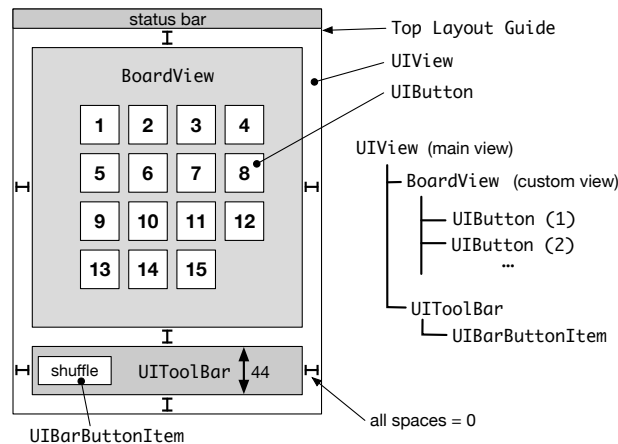 status bar
Top Layout Guide
BoardView
UIView
UIButton
1 2 3 4
5 6 7 8
9 10 11 12
13 14 15
UIView (main view)
BoardView (custom view)
UIButton (1)
UIButton (2)
…
UIToolBar
UIBarButtonItem
shuffle UIToolBar 44
all spaces = 0
UIBarButtonItem